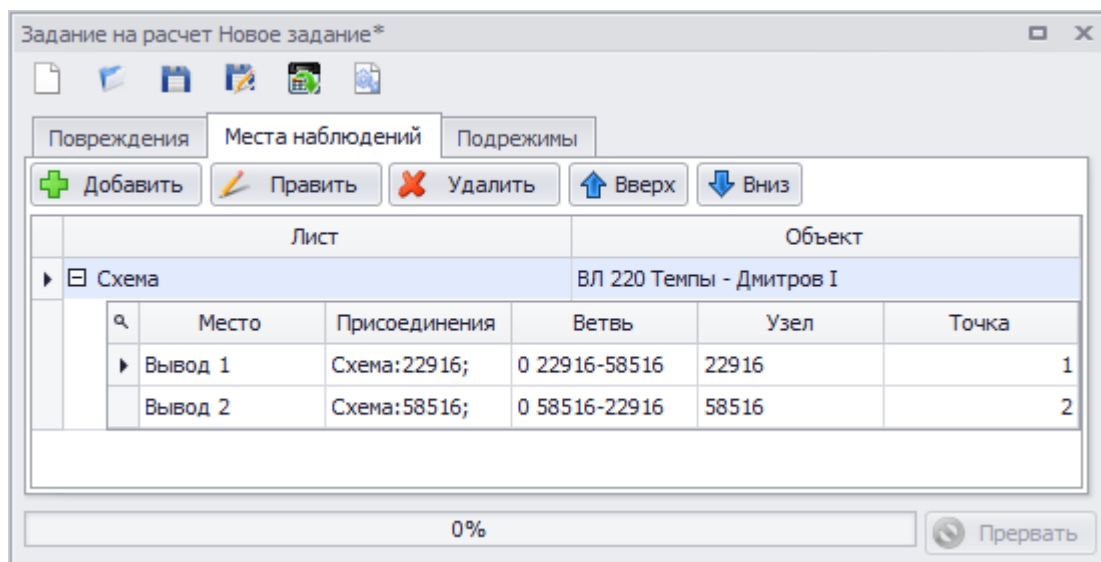 Задание на расчет Новое задание*
Повреждения Места наблюдений Подрежимы
Добавить Править Удалить Вверх Вниз
Лист Объект
Схема ВЛ 220 Темпы - Дмитров I
Место Присоединения Ветвь Узел Точка
Вывод 1 Схема:22916; 0 22916-58516 22916 1
Вывод 2 Схема:58516; 0 58516-22916 58516 2
0% Прервать